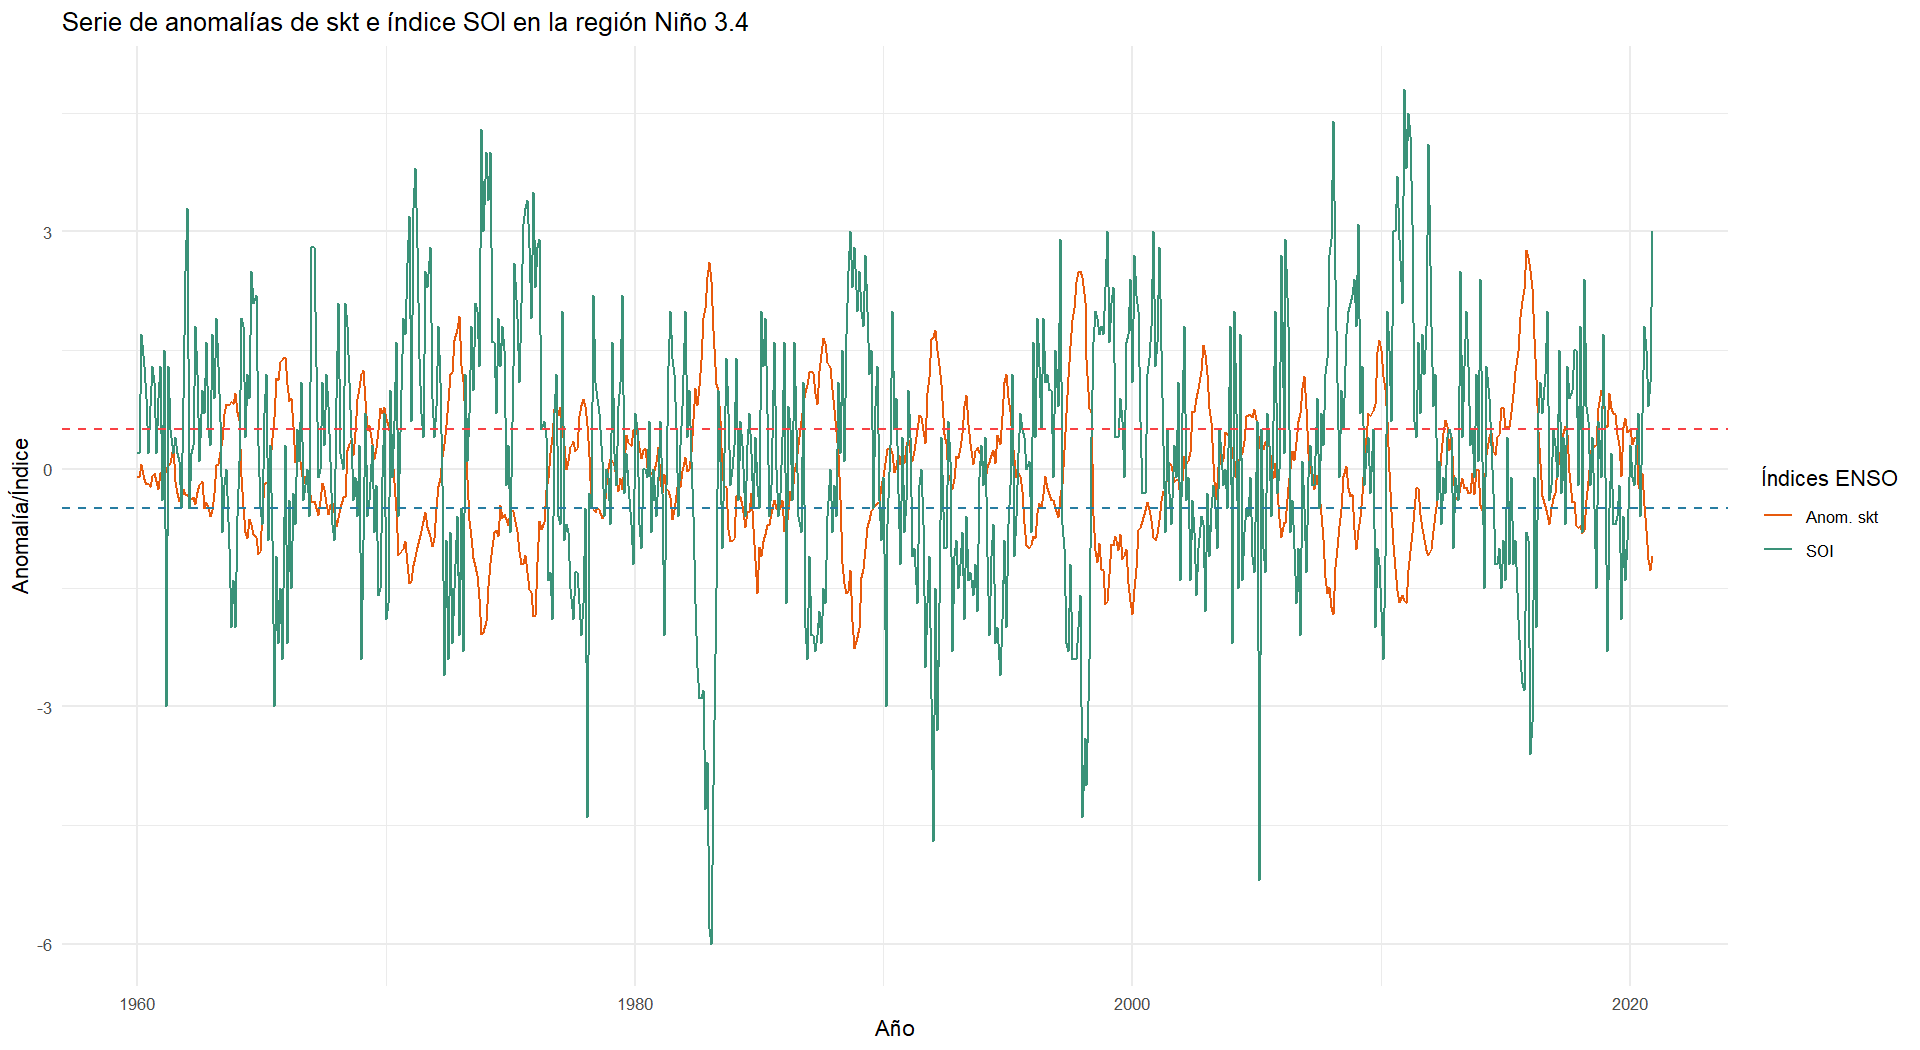 Serie de anomalías de skt e índice SOI en la región Niño 3.4
Anomalía/Índice
3
0
-3
-6
1960
1980
2000
2020
Año
Índices ENSO
Anom. skt
SOI